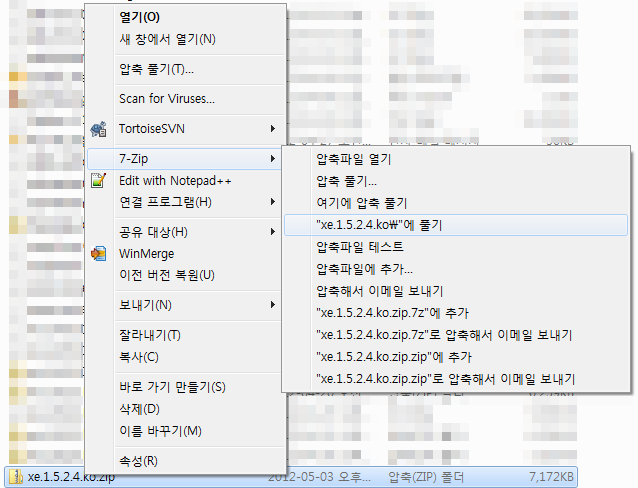 열기(O)
새 창에서 열기(N)
압축 풀기(T)...
Scan for Viruses...
TortoiseSVN
7-Zip
Edit with Notepad++
연결 프로그램(H)
공유 대상(H)
WinMerge
이전 버전 복원(U)
보내기(N)
잘라내기(T)
복사(C)
바로 가기 만들기(S)
삭제(D)
이름 바꾸기(M)
속성(R)
압축파일 열기
압축 풀기...
여기에 압축 풀기
"xe.1.5.2.4.ko₩"에 풀기
압축파일 테스트
압축파일에 추가...
압축해서 이메일 보내기
"xe.1.5.2.4.ko.zip.7z"에 추가
"xe.1.5.2.4.ko.zip.7z"로 압축해서 이메일 보내기
"xe.1.5.2.4.ko.zip.zip"에 추가
"xe.1.5.2.4.ko.zip.zip"로 압축해서 이메일 보내기
xe.1.5.2.4.ko.zip 2012-05-03 오후... 압축(ZIP) 폴더 7,172KB